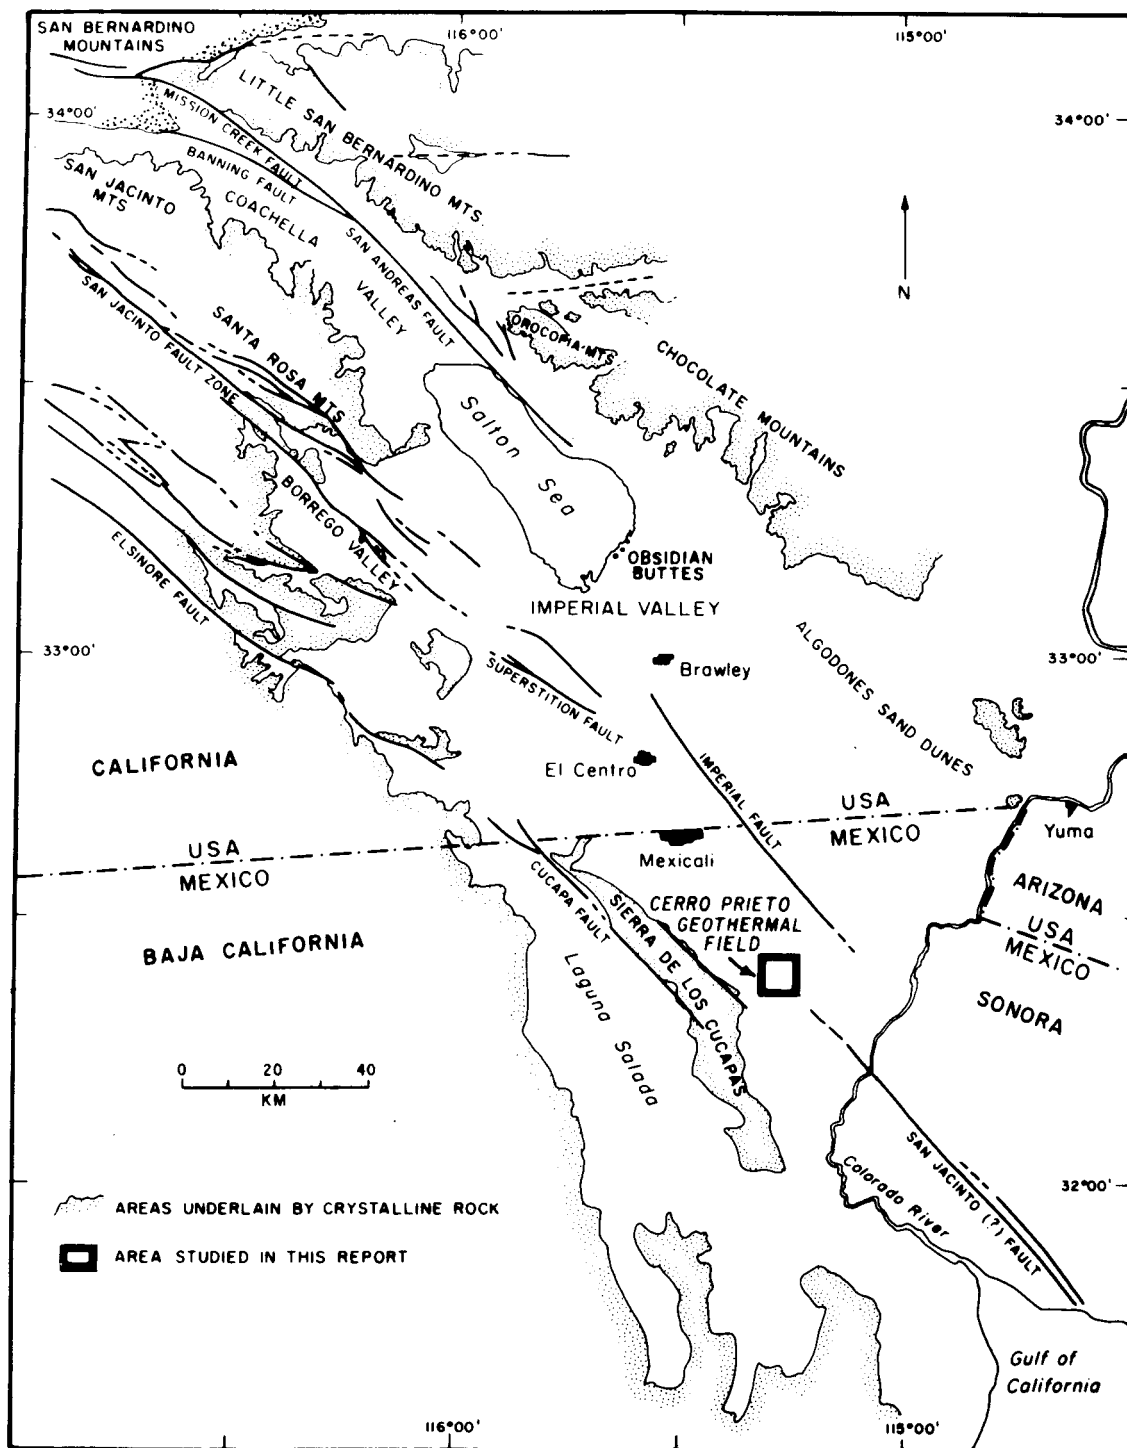 SAN BERNARDINO
MOUNTAINS
116°00'
115°00'
34°00'
34°00'
LITTLE SAN BERNARDINO MTS
MISSION CREEK FAULT
BANNING FAULT
SAN JACINTO
MTS
COACHELLA
VALLEY
SAN ANDREAS FAULT
N
SAN JACINTO FAULT ZONE
SANTA ROSA MTS
OROCOPIA MTS
CHOCOLATE MOUNTAINS
Salton
Sea
BORREGO VALLEY
ELSINORE FAULT
OBSIDIAN
BUTTES
IMPERIAL VALLEY
33°00'
33°00'
ALGODONES SAND DUNES
Brawley
SUPERSTITION FAULT
CALIFORNIA
El Centro
IMPERIAL FAULT
USA
MEXICO
Yuma
USA
MEXICO
Mexicali
CUCAPA FAULT
SIERRA DE LOS CUCAPAS
CERRO PRIETO
GEOTHERMAL
FIELD
ARIZONA
USA
MEXICO
BAJA CALIFORNIA
Laguna Salada
SONORA
0 20 40
KM
SAN JACINTO (?) FAULT
Colorado River
32°00'
AREAS UNDERLAIN BY CRYSTALLINE ROCK
AREA STUDIED IN THIS REPORT
Gulf of
California
116°00'
115°00'